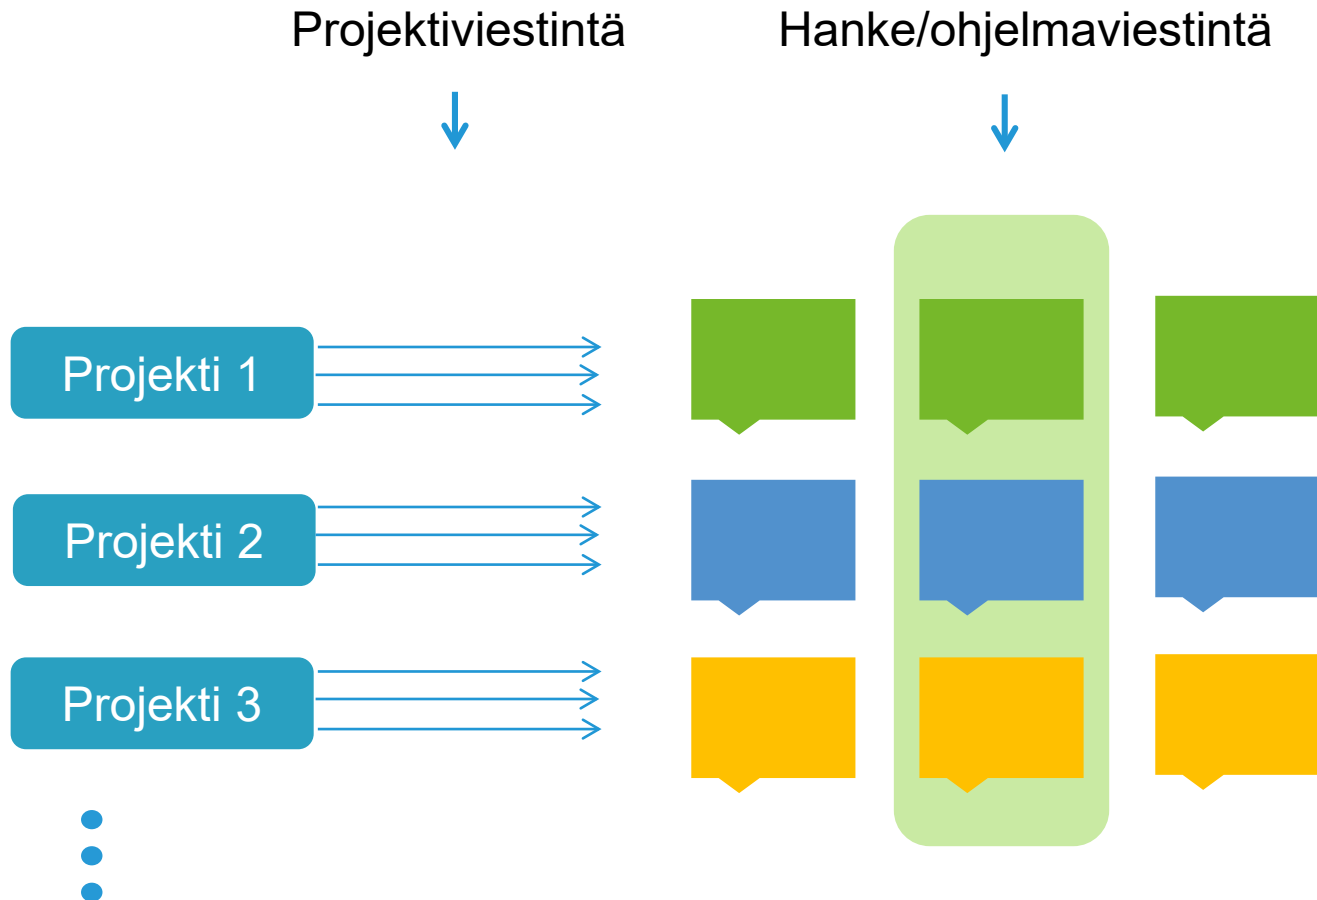 Projektiviestintä
Hanke/ohjelmaviestintä
Projekti 1
Projekti 2
Projekti 3